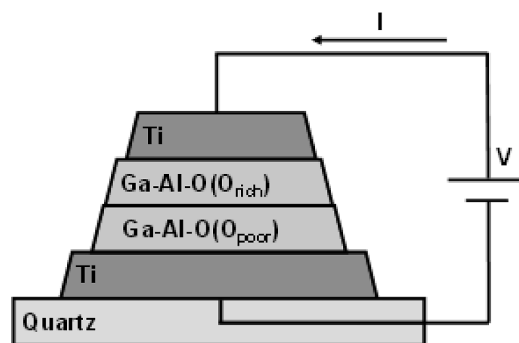 I
Ti
V
Ga-Al-O(Orich)
Ga-Al-O(Opoor)
Ti
Quartz